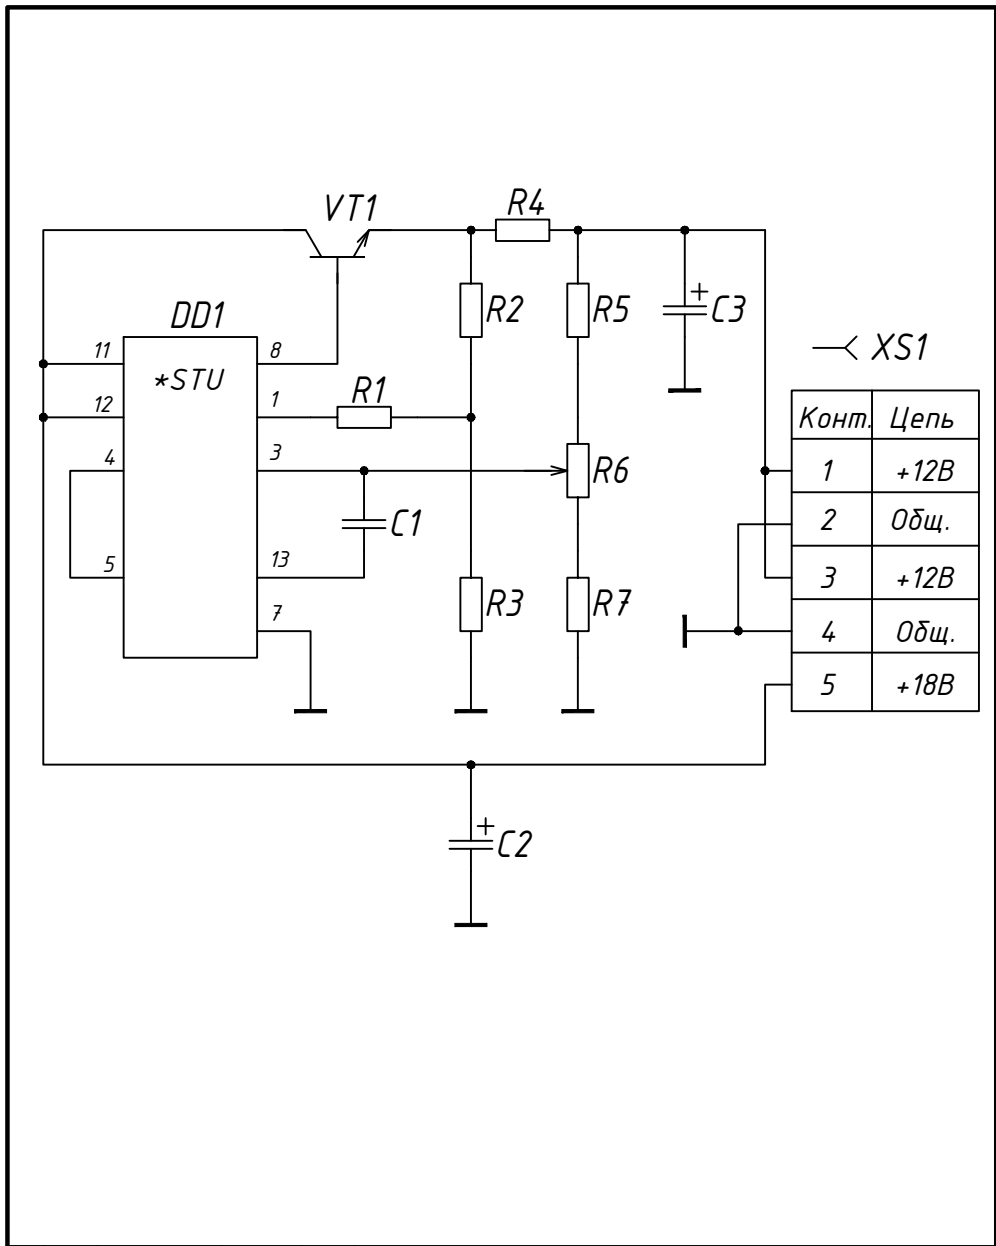 VT1
R4
DD1
*STU
11
12
4
5
8
1
3
13
7
R1
R2
R5
C3
R6
C1
R3
R7
C2
+
+
XS1
Конт. Цепь
1 +12В
2 Общ.
3 +12В
4 Общ.
5 +18В